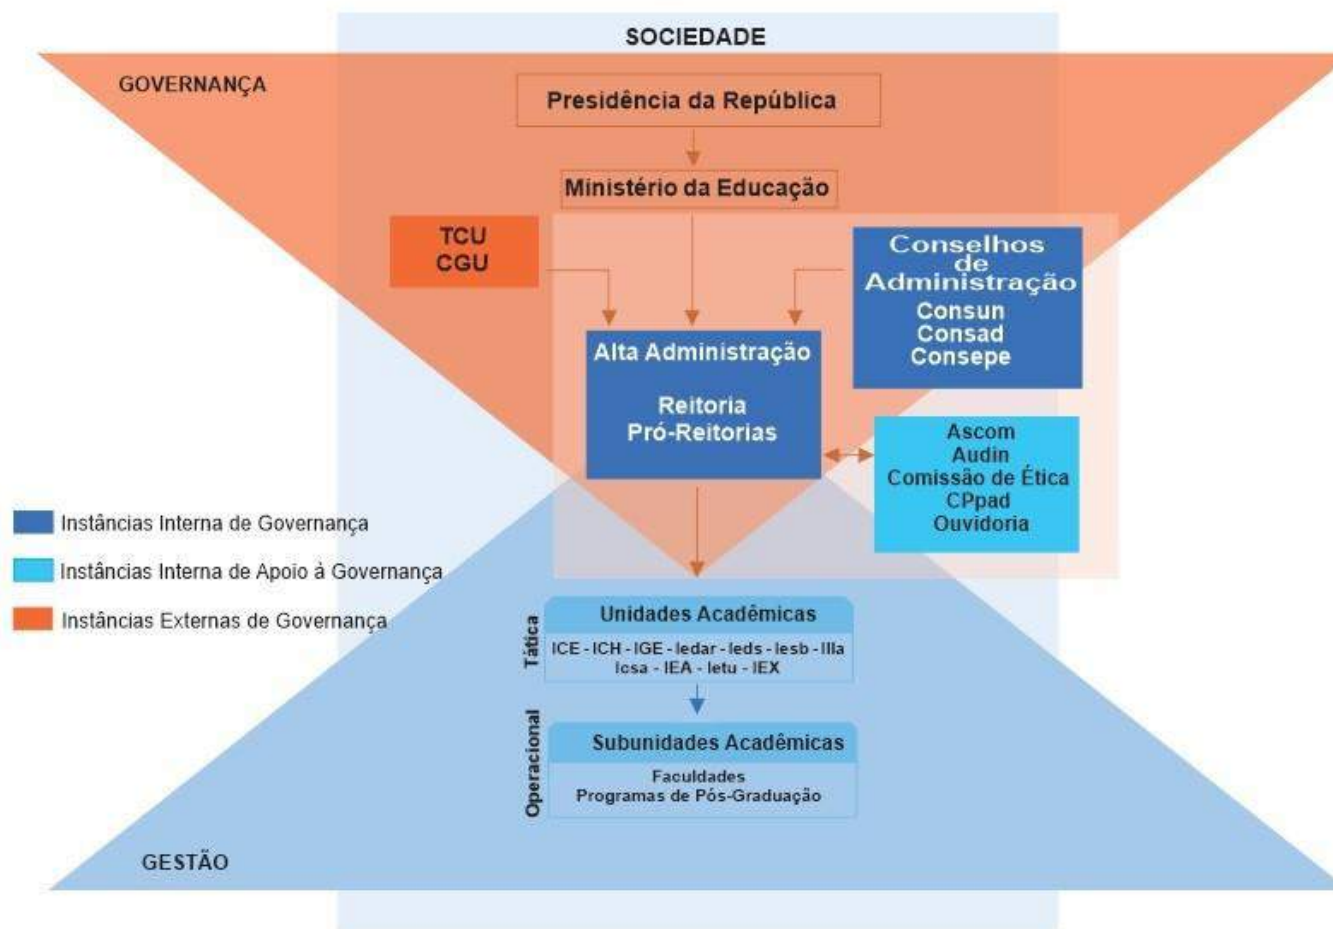 SOCIEDADE
GOVERNANÇA
Presidência da República
Ministério da Educação
TCU
CGU
Conselhos
de
Administração
Consun
Consad
Consepe
Alta Administração
Reitoria
Pró-Reitorias
Ascom
Audin
Comissão de Ética
CPpad
Ouvidoria
Instâncias Interna de Governança
Instâncias Interna de Apoio à Governança
Instâncias Externas de Governança
Tática
Unidades Acadêmicas
ICE - ICH - IGE - Iedar - Ieds - Iesb - Illa
Icsa - IEA - Ietu - IEX
Operacional
Subunidades Acadêmicas
Faculdades
Programas de Pós-Graduação
GESTÃO